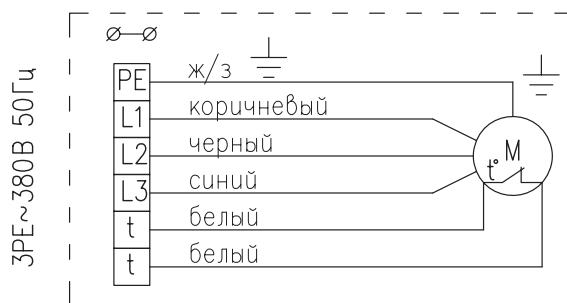 3PE~380В 50Гц
PE ж/з
L1 коричневый
L2 черный
L3 синий
t белый
t белый
M
t°